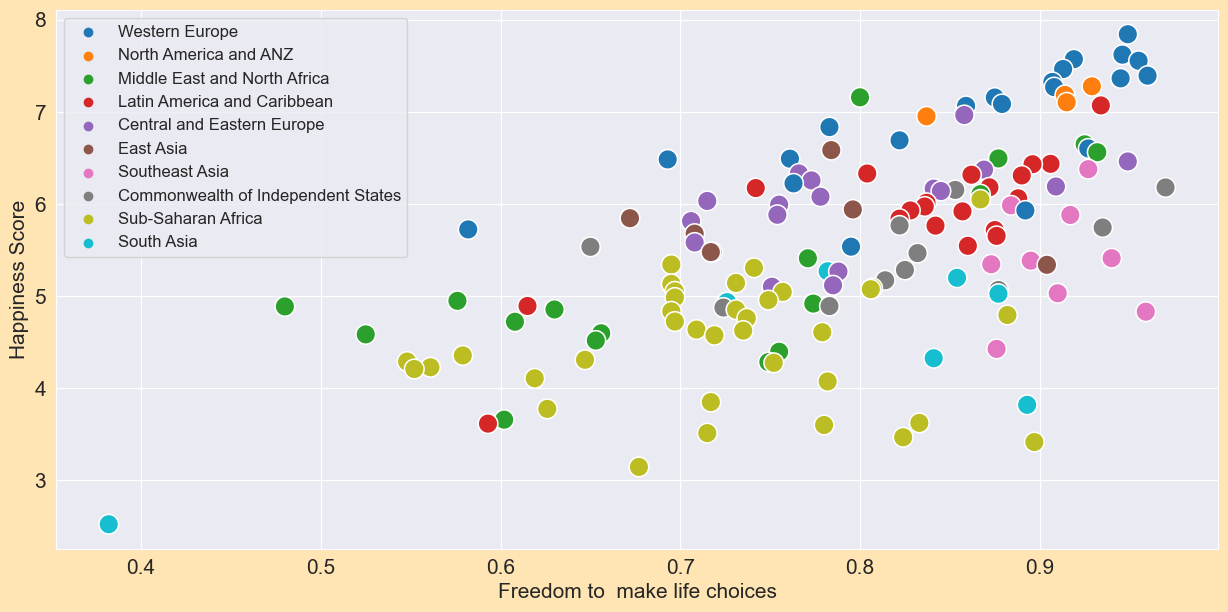 8
7
6
5
4
3
Happiness Score
Western Europe
North America and ANZ
Middle East and North Africa
Latin America and Caribbean
Central and Eastern Europe
East Asia
Southeast Asia
Commonwealth of Independent States
Sub-Saharan Africa
South Asia
0.4 0.5 0.6 0.7 0.8 0.9
Freedom to  make life choices